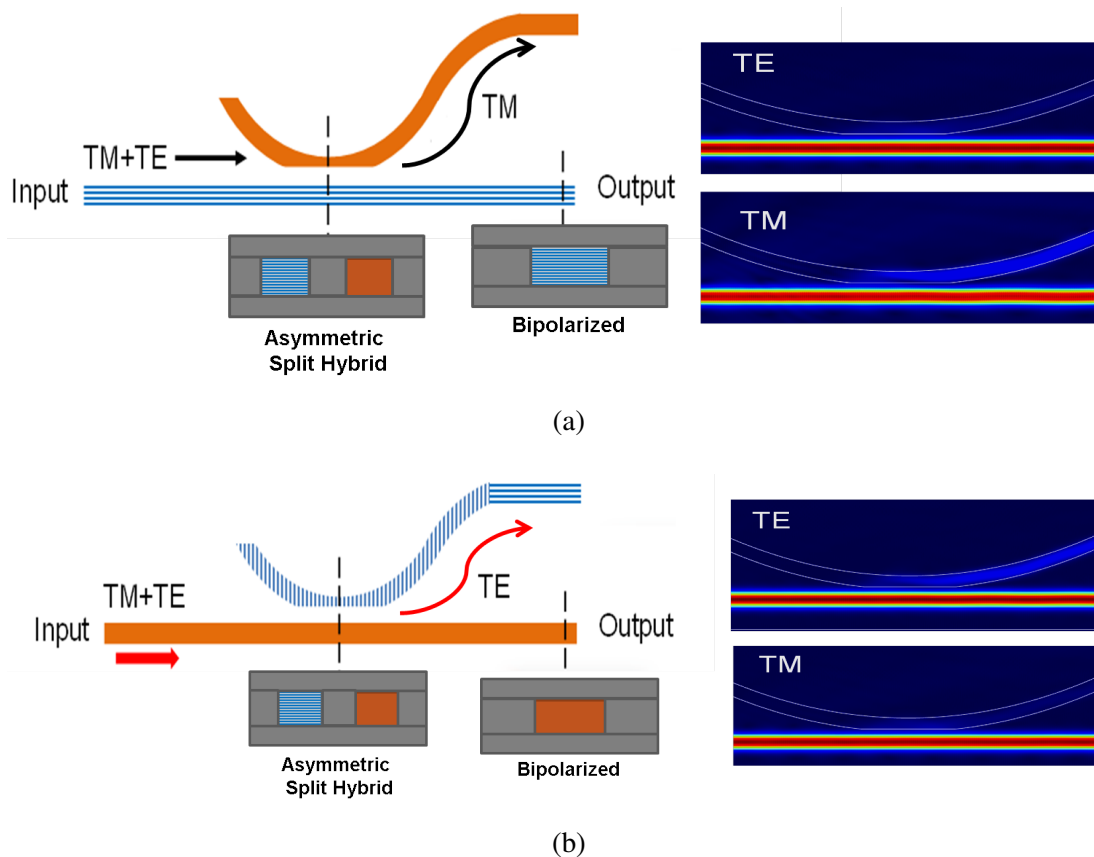 TM
TM+TE
Input
Output
Asymmetric
Split Hybrid
Bipolarized
TE
TM
(a)
TM+TE
TE
Input
Output
Asymmetric
Split Hybrid
Bipolarized
TE
TM
(b)